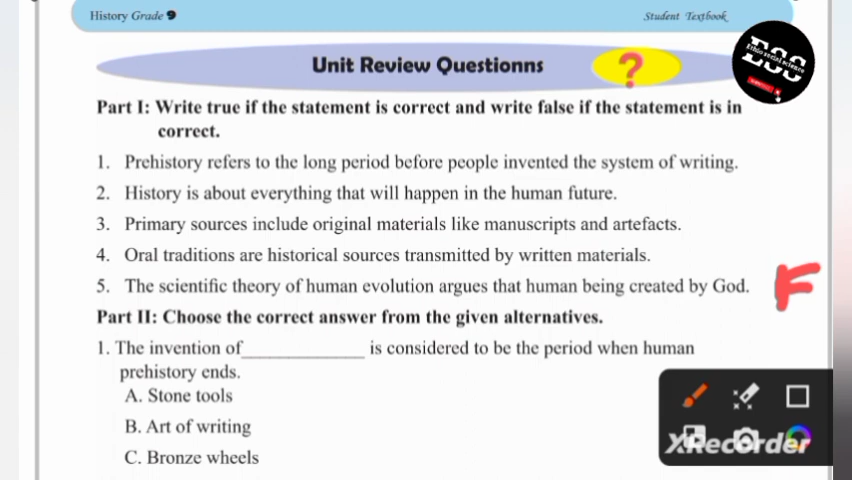 History Grade 9
Student Textbook
Unit Review Questionns
?
ESS
Ethio social science
Part I: Write true if the statement is correct and write false if the statement is in
correct.
1. Prehistory refers to the long period before people invented the system of writing.
2. History is about everything that will happen in the human future.
3. Primary sources include original materials like manuscripts and artefacts.
4. Oral traditions are historical sources transmitted by written materials.
5. The scientific theory of human evolution argues that human being created by God.
F
Part II: Choose the correct answer from the given alternatives.
1. The invention of_____________ is considered to be the period when human
prehistory ends.
A. Stone tools
B. Art of writing
C. Bronze wheels
XRecorder